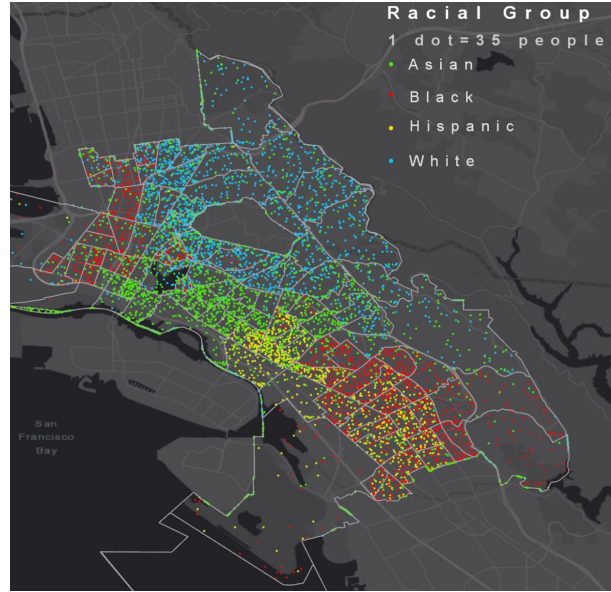 Racial Group
1 dot=35 people
Asian
Black
Hispanic
White
San
Francisco
Bay